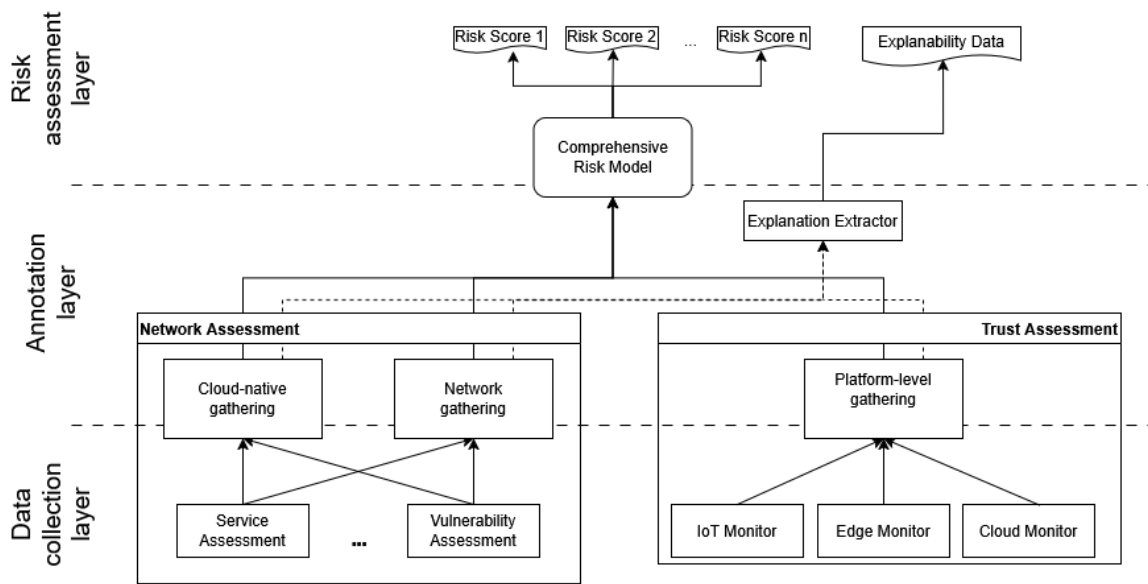 Risk
assessment
layer
Risk Score 1
Risk Score 2
...
Risk Score n
Explanability Data
Comprehensive
Risk Model
Annotation
layer
Explanation Extractor
Network Assessment
Trust Assessment
Cloud-native
gathering
Network
gathering
Platform-level
gathering
Data
collection
layer
Service
Assessment
...
Vulnerability
Assessment
IoT Monitor
Edge Monitor
Cloud Monitor